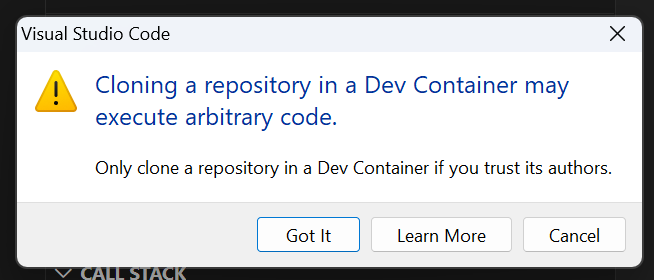 Visual Studio Code
Cloning a repository in a Dev Container may
execute arbitrary code.
Only clone a repository in a Dev Container if you trust its authors.
Got It
Learn More
Cancel
CALL STACK